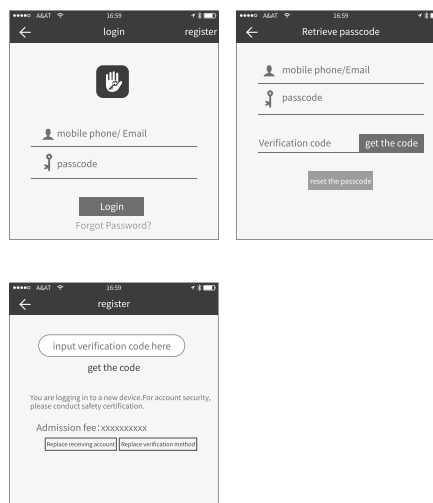 A&AT 16:59
login register
mobile phone/ Email
passcode
Login
Forgot Password?
A&AT 16:59
Retrieve passcode
mobile phone/Email
passcode
Verification code get the code
reset the passcode
A&AT 16:59
register
input verification code here
get the code
You are logging in to a new device.For account security,
please conduct safety certification.
Admission fee:xxxxxxxxxx
Replace receiving account Replace verification method